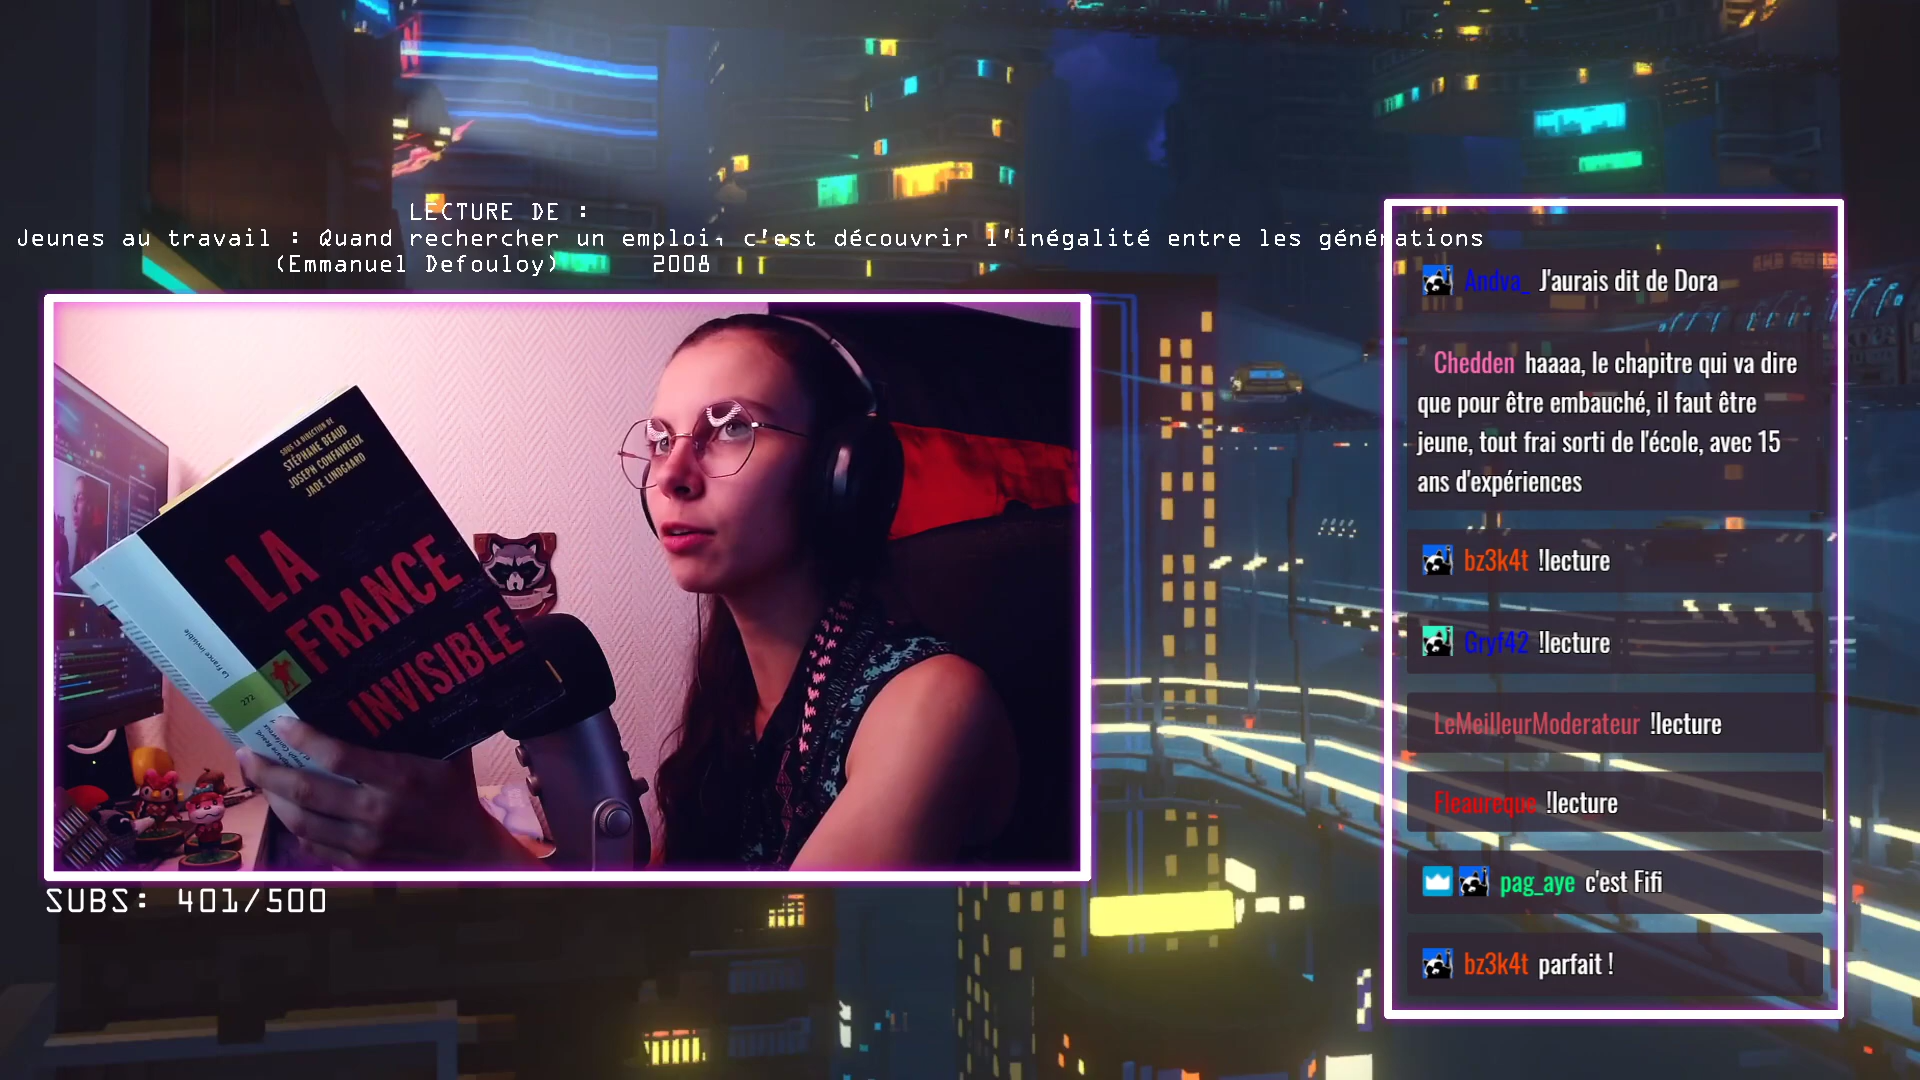 LECTURE DE :
Jeunes au travail : Quand rechercher un emploi, c'est découvrir l'inégalité entre les générations
(Emmanuel Defouloy) 2008
SOUS LA DIRECTION DE
STÉPHANE BEAUD
JOSEPH CONFAVREUX
JADE LINDGAARD
LA
FRANCE
INVISIBLE
La France invisible
272
SUBS: 401/500
Andva_ J'aurais dit de Dora
Chedden haaaa, le chapitre qui va dire
que pour être embauché, il faut être
jeune, tout frai sorti de l'école, avec 15
ans d'expériences
bz3k4t !lecture
Gryf42 !lecture
LeMeilleurModerateur !lecture
Fleaureque !lecture
pag_aye c'est Fifi
bz3k4t parfait !